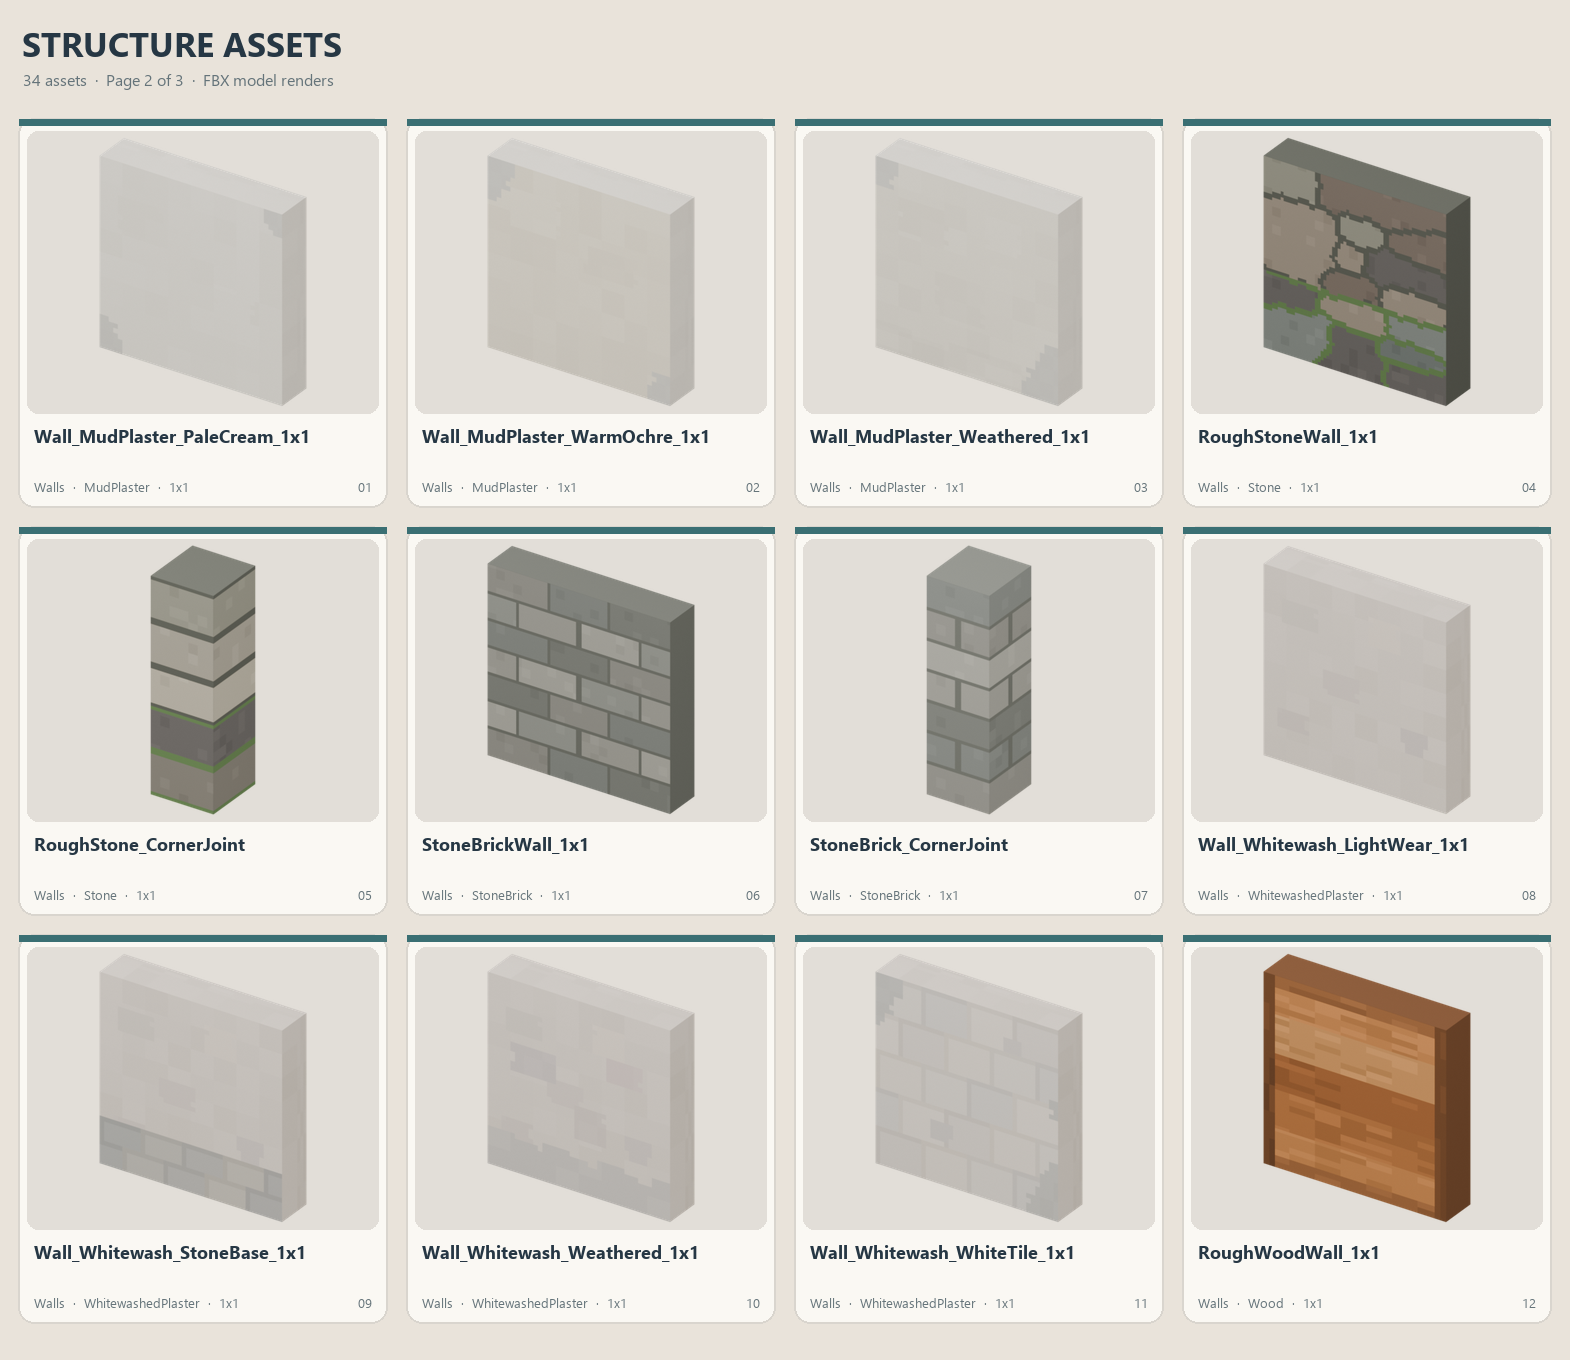 STRUCTURE ASSETS
34 assets · Page 2 of 3 · FBX model renders
Wall_MudPlaster_PaleCream_1x1
Walls · MudPlaster · 1x1 01
Wall_MudPlaster_WarmOchre_1x1
Walls · MudPlaster · 1x1 02
Wall_MudPlaster_Weathered_1x1
Walls · MudPlaster · 1x1 03
RoughStoneWall_1x1
Walls · Stone · 1x1 04
RoughStone_CornerJoint
Walls · Stone · 1x1 05
StoneBrickWall_1x1
Walls · StoneBrick · 1x1 06
StoneBrick_CornerJoint
Walls · StoneBrick · 1x1 07
Wall_Whitewash_LightWear_1x1
Walls · WhitewashedPlaster · 1x1 08
Wall_Whitewash_StoneBase_1x1
Walls · WhitewashedPlaster · 1x1 09
Wall_Whitewash_Weathered_1x1
Walls · WhitewashedPlaster · 1x1 10
Wall_Whitewash_WhiteTile_1x1
Walls · WhitewashedPlaster · 1x1 11
RoughWoodWall_1x1
Walls · Wood · 1x1 12